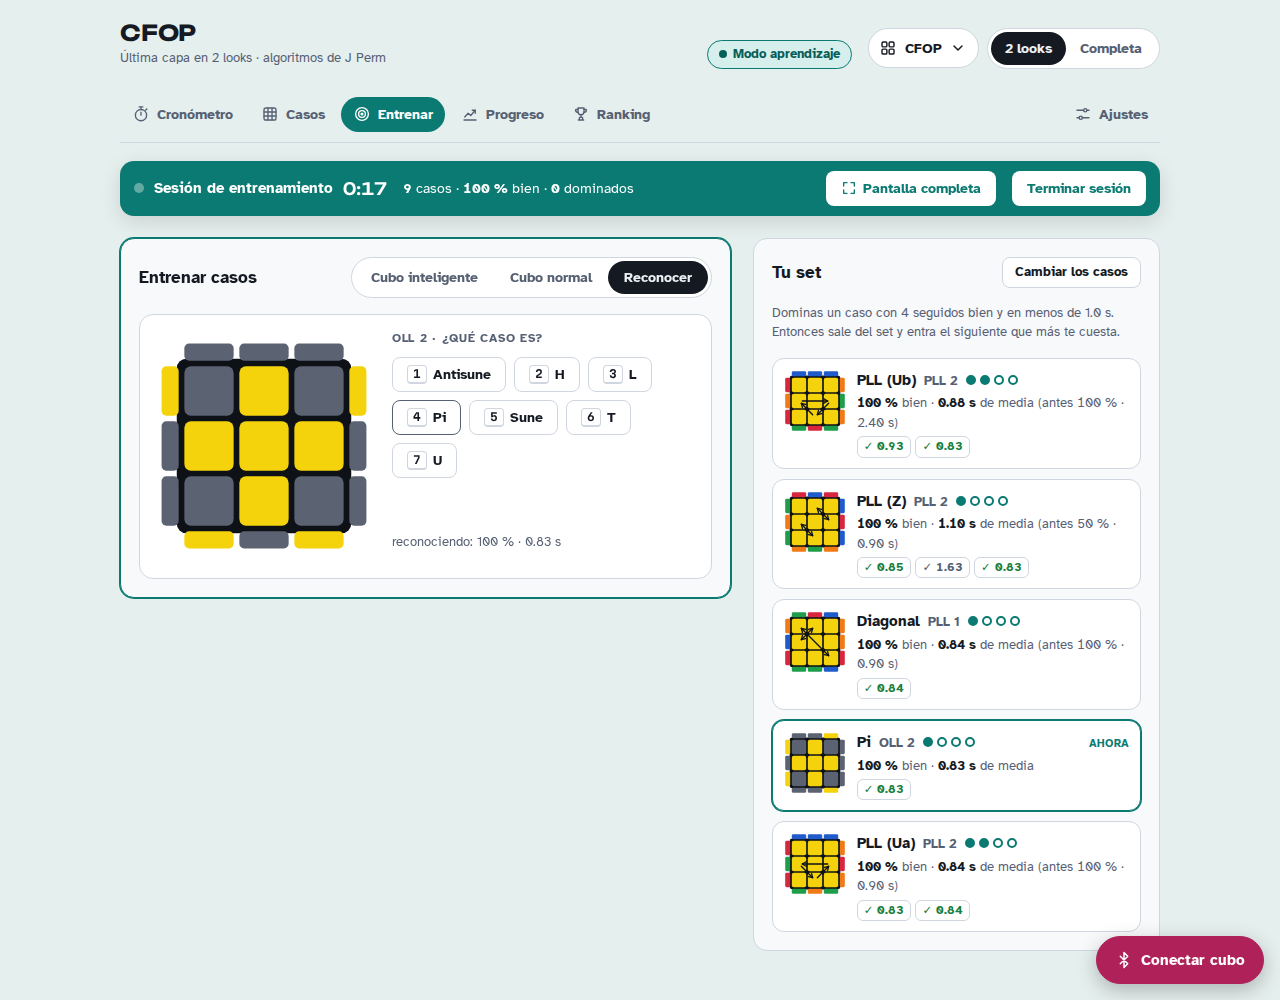 CFOP
Última capa en 2 looks · algoritmos de J Perm
Modo aprendizaje
CFOP
2 looks
Completa
Cronómetro
Casos
Entrenar
Progreso
Ranking
Ajustes
Sesión de entrenamiento 0:17 9 casos · 100 % bien · 0 dominados
Pantalla completa
Terminar sesión
Entrenar casos
Cubo inteligente
Cubo normal
Reconocer
OLL 2 · ¿QUÉ CASO ES?
1 Antisune
2 H
3 L
4 Pi
5 Sune
6 T
7 U
reconociendo: 100 % · 0.83 s
Tu set
Cambiar los casos
Dominas un caso con 4 seguidos bien y en menos de 1.0 s.
Entonces sale del set y entra el siguiente que más te cuesta.
PLL (Ub) PLL 2
100 % bien · 0.88 s de media (antes 100 % ·
2.40 s)
✓ 0.93 ✓ 0.83
PLL (Z) PLL 2
100 % bien · 1.10 s de media (antes 50 % ·
0.90 s)
✓ 0.85 ✓ 1.63 ✓ 0.83
Diagonal PLL 1
100 % bien · 0.84 s de media (antes 100 % ·
0.90 s)
✓ 0.84
Pi OLL 2
AHORA
100 % bien · 0.83 s de media
✓ 0.83
PLL (Ua) PLL 2
100 % bien · 0.84 s de media (antes 100 % ·
0.90 s)
✓ 0.83 ✓ 0.84
Conectar cubo